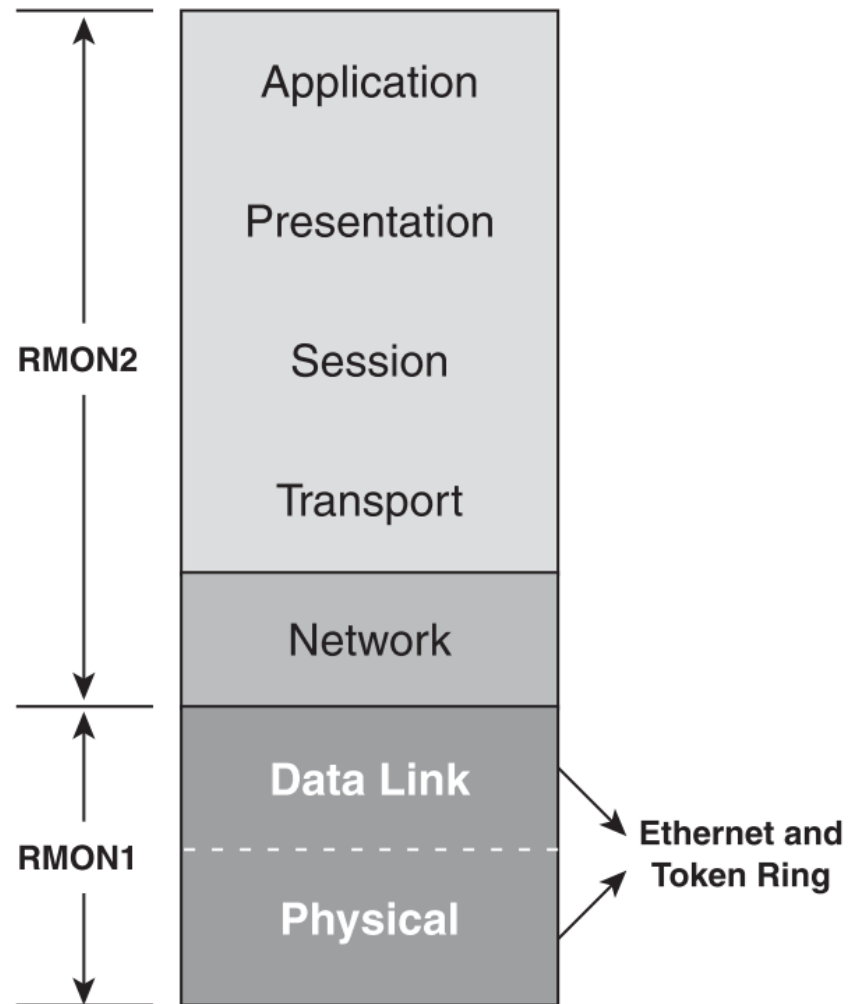 Application
Presentation
RMON2
Session
Transport
Network
Data Link
RMON1
Physical
Ethernet and
Token Ring